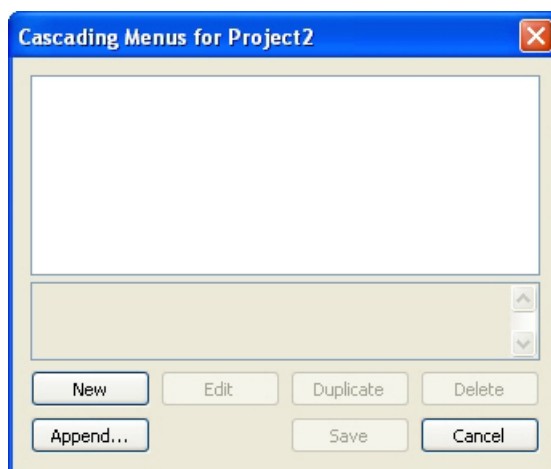 Cascading Menus for Project2
New Edit Duplicate Delete
Append... Save Cancel